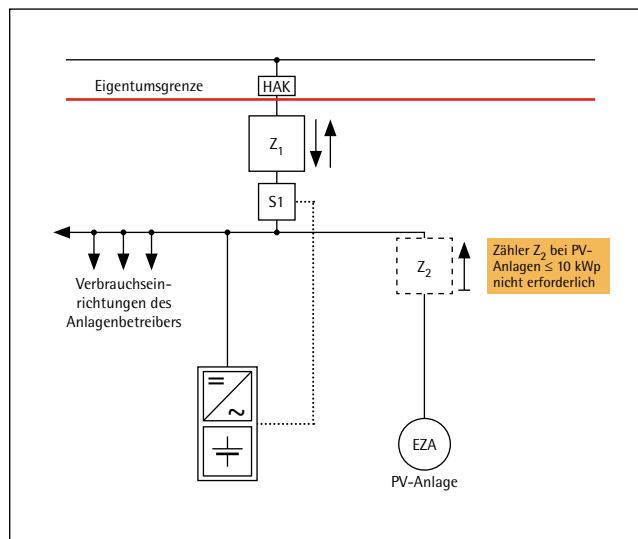 Eigentumsgrenze
HAK
Z1
S1
Verbrauchsein-
richtungen des
Anlagenbetreibers
Z2
Zähler Z2 bei PV-
Anlagen ≤ 10 kWp
nicht erforderlich
EZA
PV-Anlage